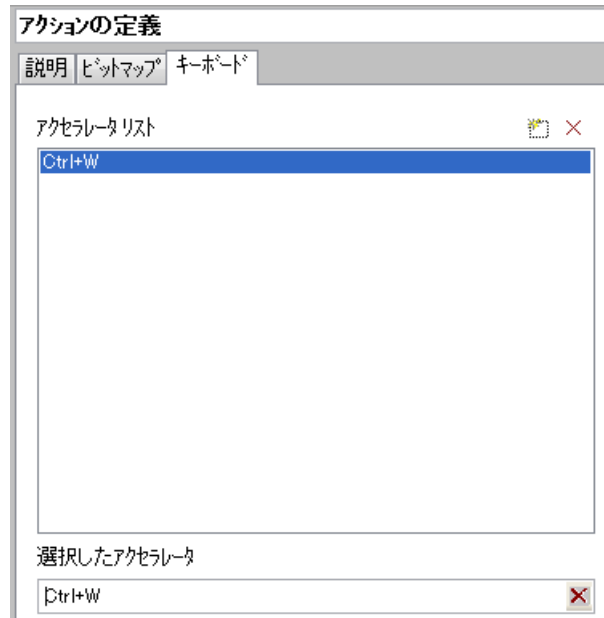 アクションの定義
説明 ビットマップ キーボード
アクセラレータ リスト
Ctrl+W
選択したアクセラレータ
Ctrl+W